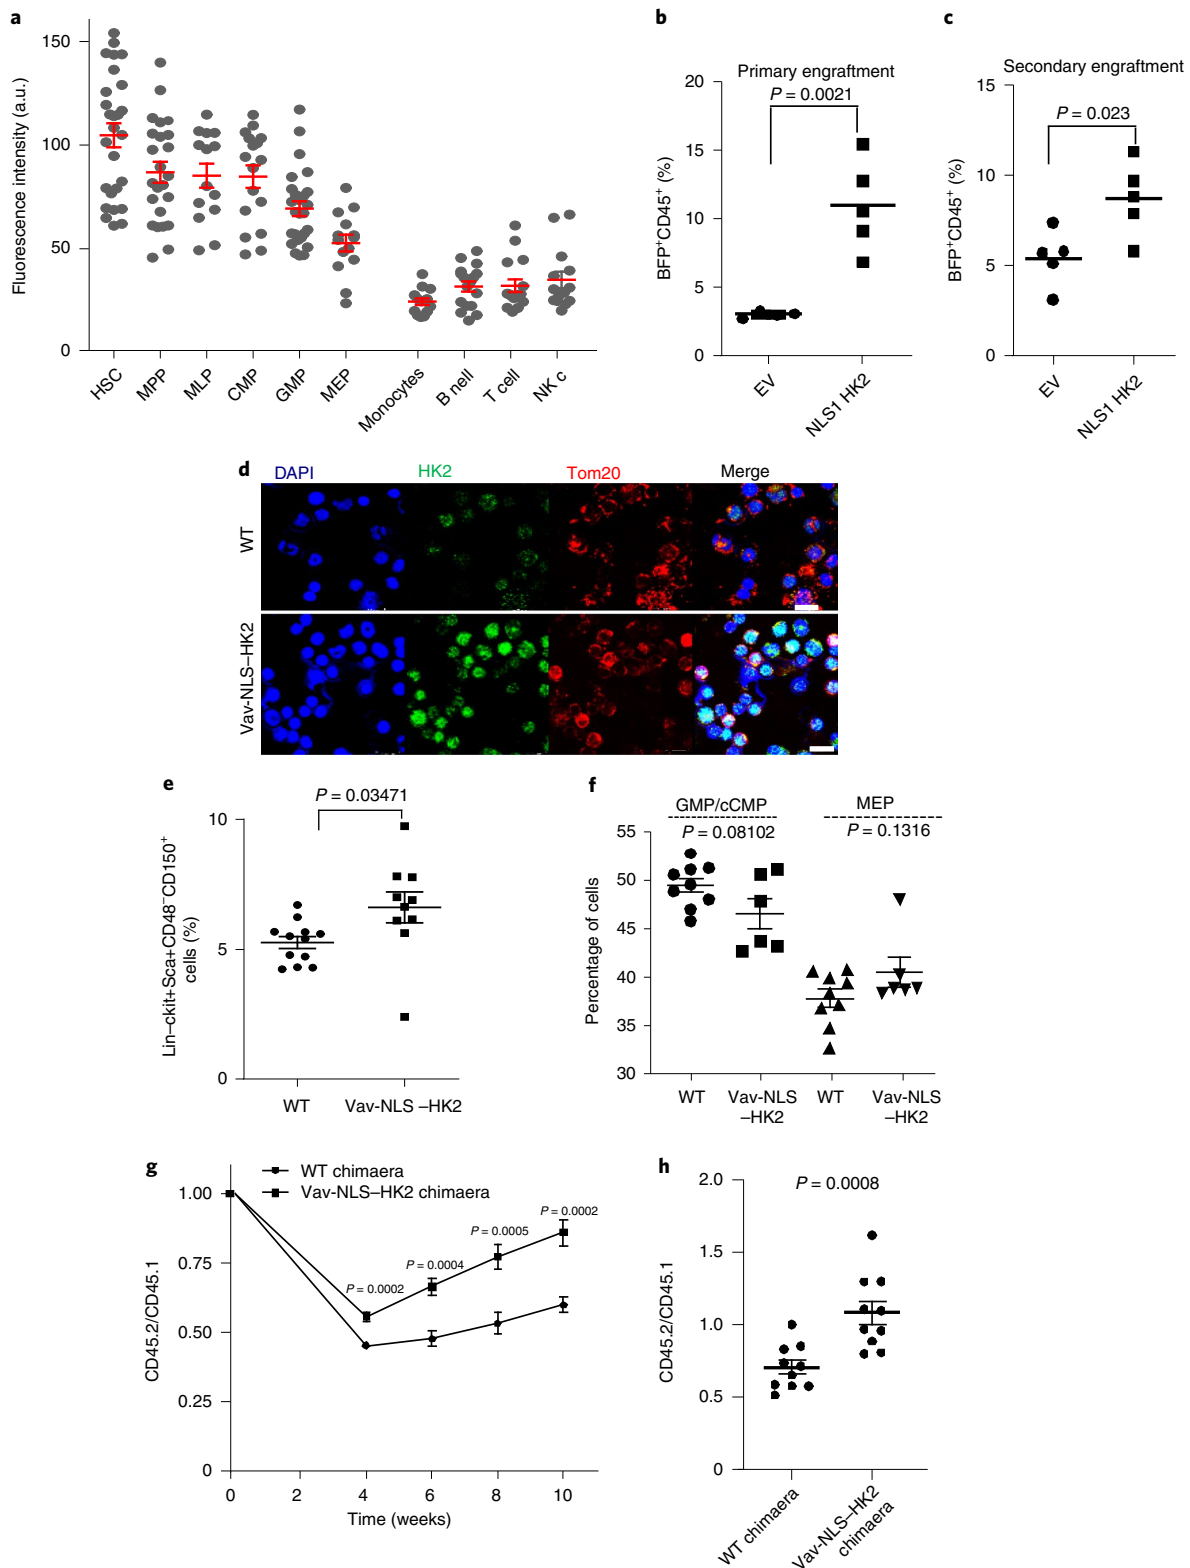 a
Fluorescence intensity (a.u.)
150
100
50
0
HSC
MPP
MLP
CMP
GMP
MEP
Monocytes
B nell
T cell
NK c
b
Primary engraftment
P = 0.0021
BFP+CD45+ (%)
20
15
10
5
0
EV
NLS1 HK2
c
Secondary engraftment
P = 0.023
BFP+CD45+ (%)
15
10
5
0
EV
NLS1 HK2
d
DAPI
HK2
Tom20
Merge
WT
Vav-NLS–HK2
e
P = 0.03471
Lin–ckit+Sca+CD48–CD150+
cells (%)
10
5
0
WT
Vav-NLS –HK2
f
GMP/cCMP
MEP
P = 0.08102
P = 0.1316
Percentage of cells
55
50
45
40
35
30
WT
Vav-NLS
–HK2
WT
Vav-NLS
–HK2
g
WT chimaera
Vav-NLS–HK2 chimaera
CD45.2/CD45.1
1.00
0.75
0.50
0.25
0
P = 0.0002
P = 0.0004
P = 0.0005
P = 0.0002
0
2
4
6
8
10
Time (weeks)
h
P = 0.0008
CD45.2/CD45.1
2.0
1.5
1.0
0.5
0
WT chimaera
Vav-NLS–HK2
chimaera